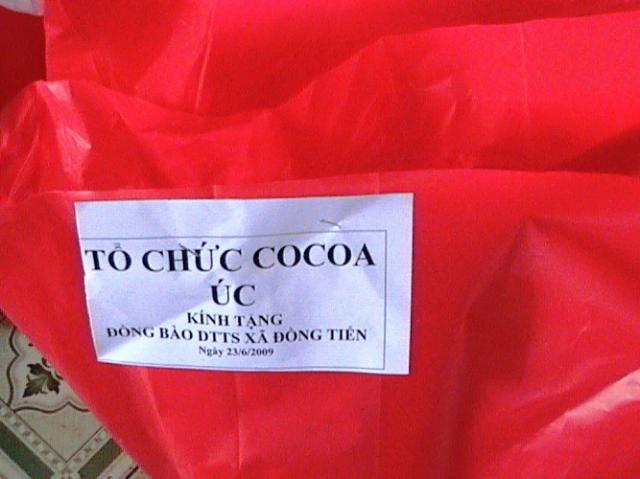 TỔ CHỨC COCOA
ÚC
KÍNH TẶNG
ĐỒNG BÀO DTTS XÃ ĐỒNG TIẾN
Ngày 23/6/2009